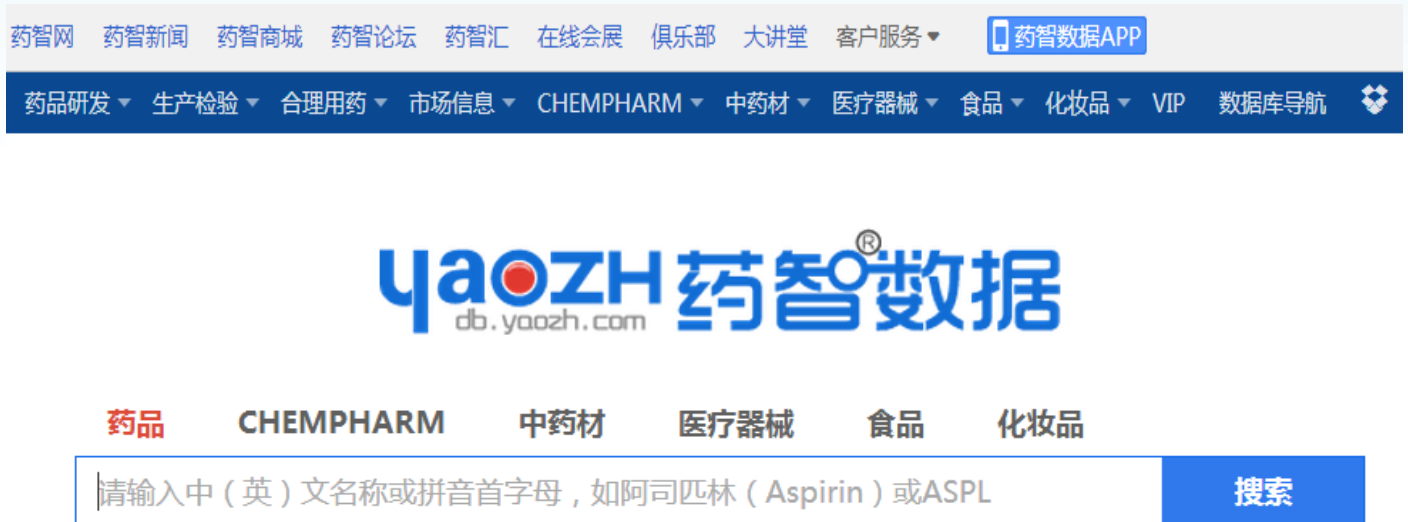 药智网 药智新闻 药智商城 药智论坛 药智汇 在线会展 俱乐部 大讲堂 客户服务 药智数据APP
药品研发 生产检验 合理用药 市场信息 CHEMPHARM 中药材 医疗器械 食品 化妆品 VIP 数据库导航
yaozh药智®数据
db.yaozh.com
药品 CHEMPHARM 中药材 医疗器械 食品 化妆品
请输入中（英）文名称或拼音首字母，如阿司匹林（Aspirin）或ASPL 搜索